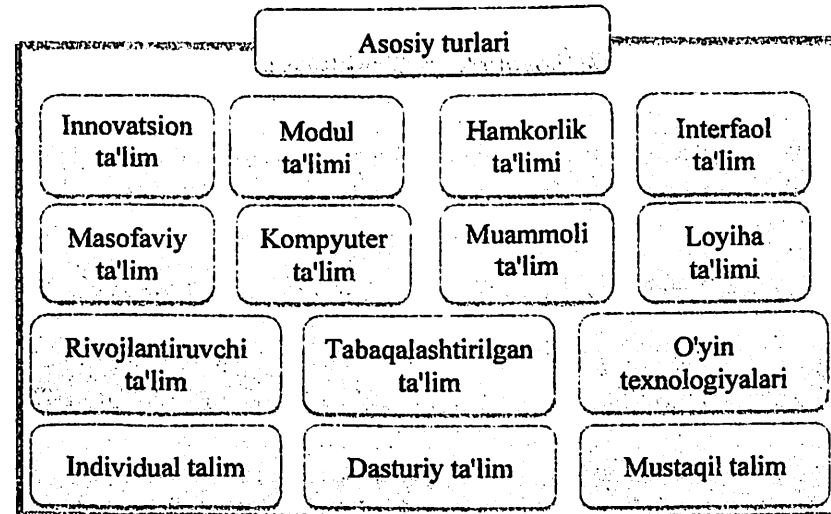 Asosiy turlari
Innovatsion
ta'lim
Modul
ta'limi
Hamkorlik
ta'limi
Interfaol
ta'lim
Masofaviy
ta'lim
Kompyuter
ta'lim
Muammoli
ta'lim
Loyiha
ta'limi
Rivojlantiruvchi
ta'lim
Tabaqalashtirilgan
ta'lim
O'yin
texnologiyalari
Individual talim
Dasturiy ta'lim
Mustaqil talim